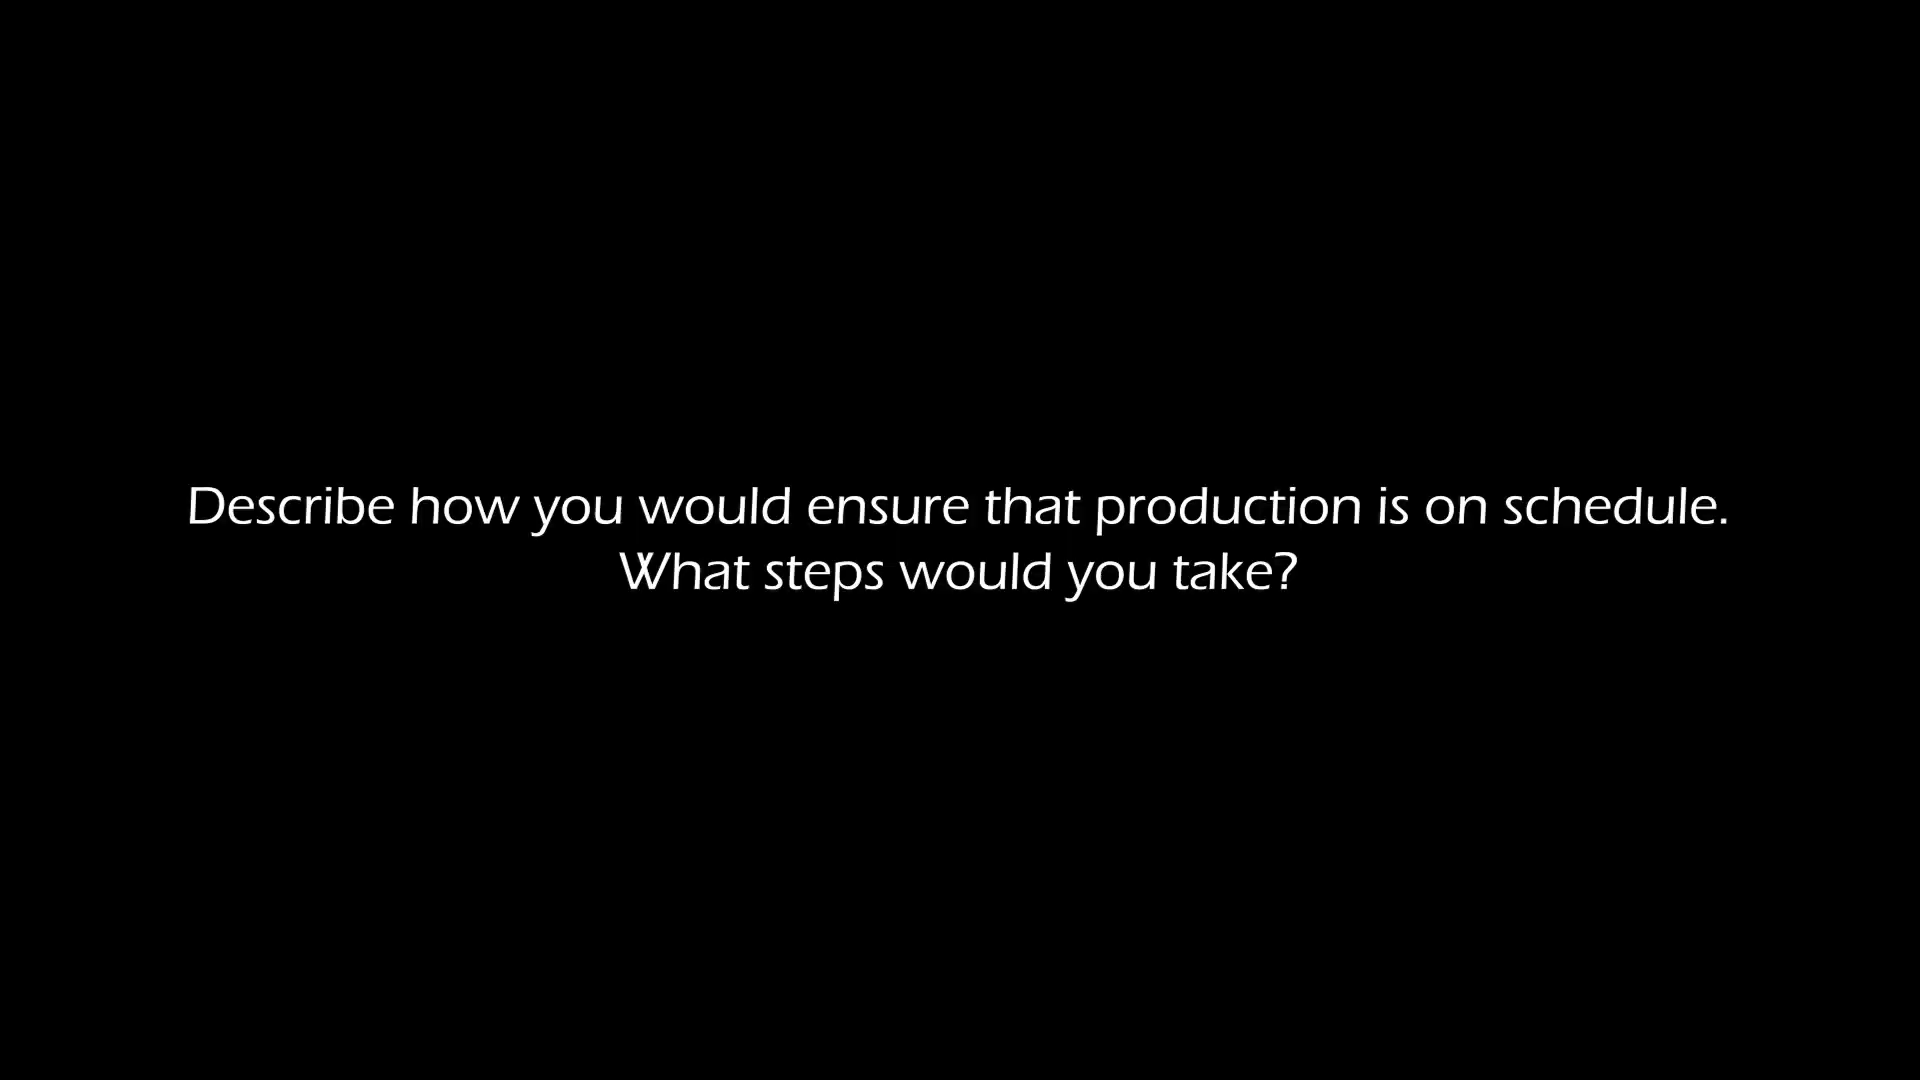 Describe how you would ensure that production is on schedule.
What steps would you take?